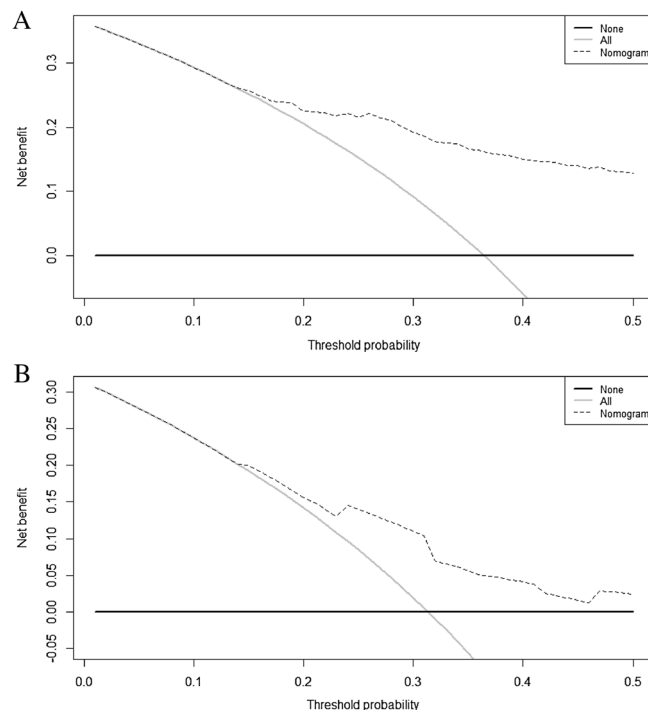 A
None
All
Nomogram
Net benefit
0.3
0.2
0.1
0.0
0.0 0.1 0.2 0.3 0.4 0.5
Threshold probability
B
None
All
Nomogram
Net benefit
0.30
0.25
0.20
0.15
0.10
0.05
0.00
-0.05
0.0 0.1 0.2 0.3 0.4 0.5
Threshold probability